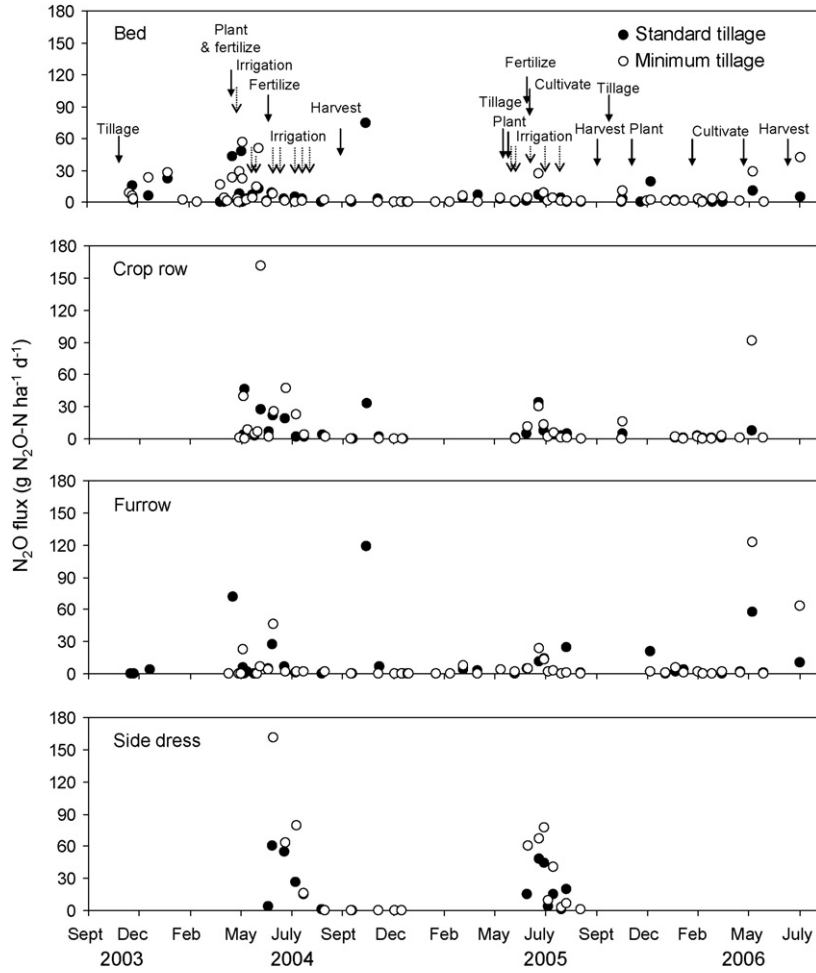 180
150
120
90
60
30
0
Bed
Plant
& fertilize
Irrigation
Fertilize
Tillage
Irrigation
Harvest
Fertilize
Cultivate
Tillage
Plant
Irrigation
Tillage
Harvest Plant
Cultivate
Harvest
Standard tillage
Minimum tillage
180
150
120
90
60
30
0
Crop row
180
150
120
90
60
30
0
Furrow
180
150
120
90
60
30
0
Side dress
N₂O flux (g N₂O-N ha⁻¹ d⁻¹)
Sept Dec Feb May July Sept Dec Feb May July Sept Dec Feb May July
2003 2004 2005 2006